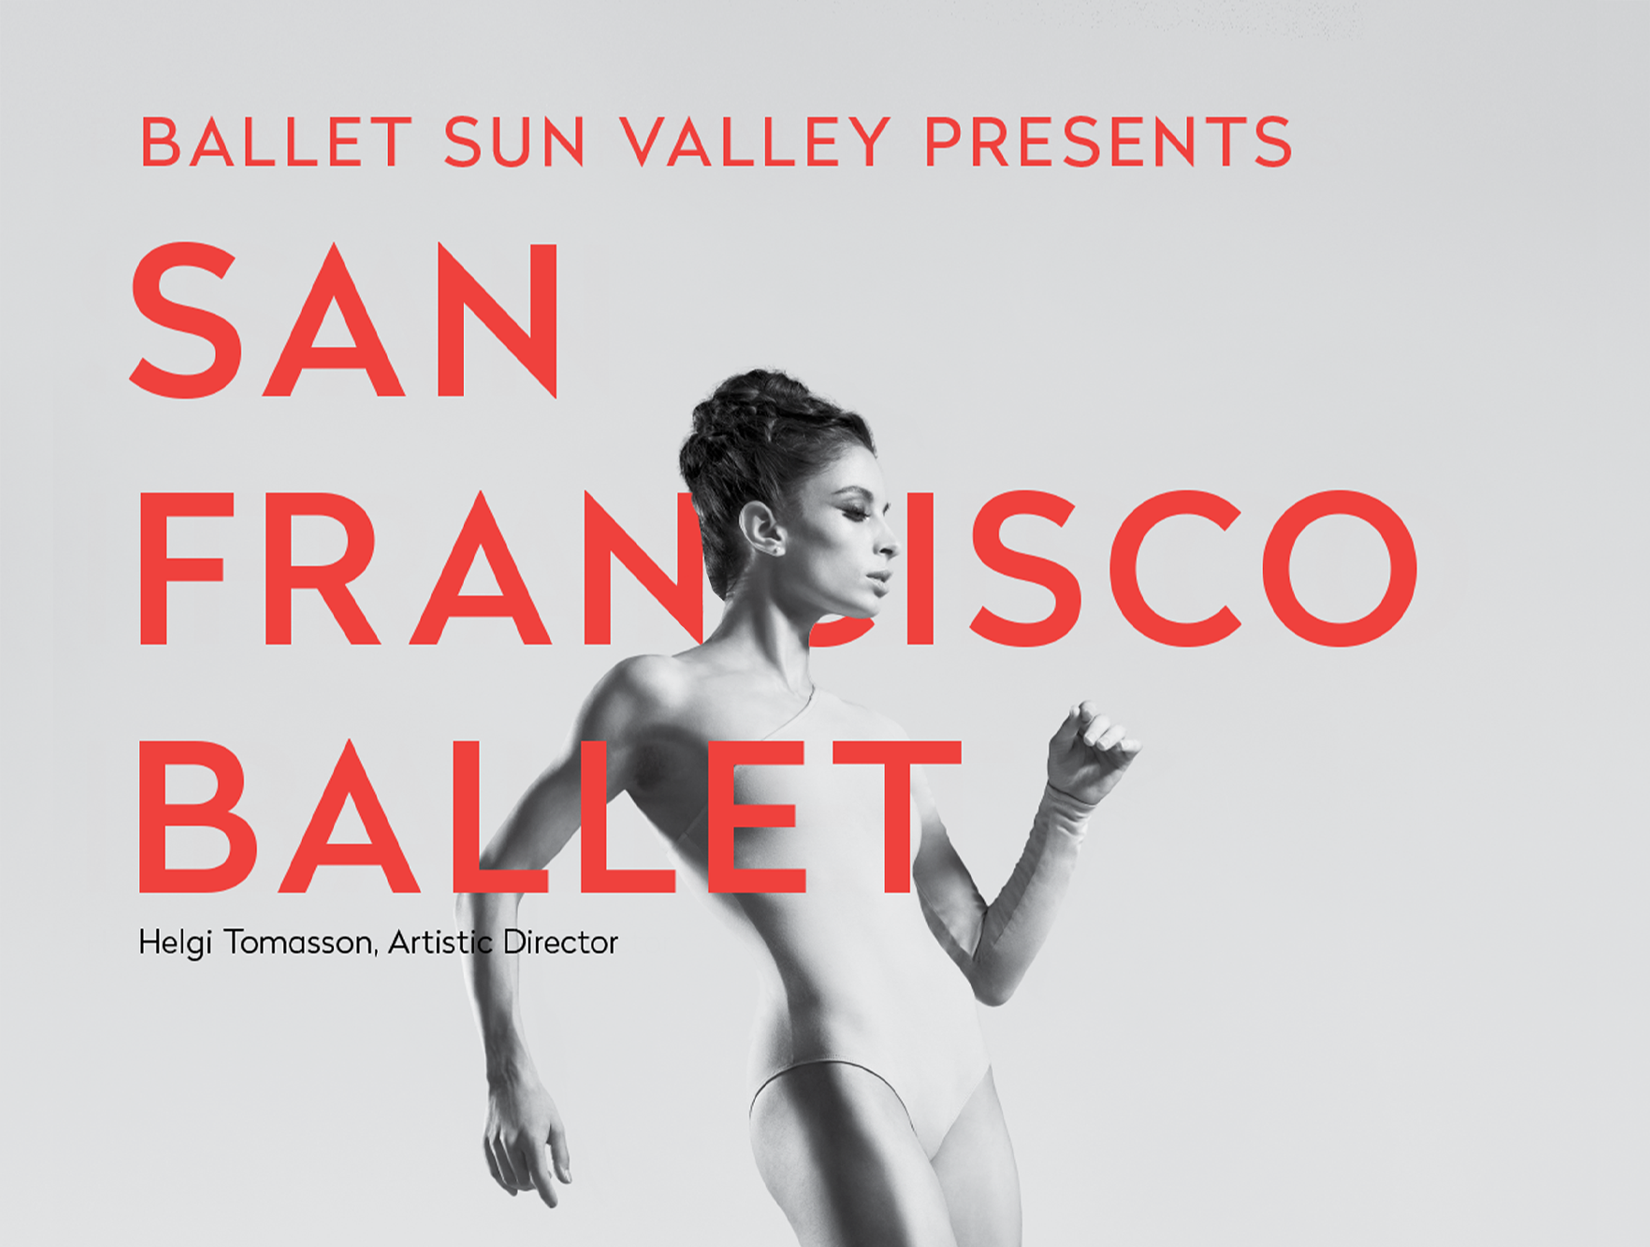 BALLET SUN VALLEY PRESENTS
SAN
FRANCISCO
BALLET
Helgi Tomasson, Artistic Director